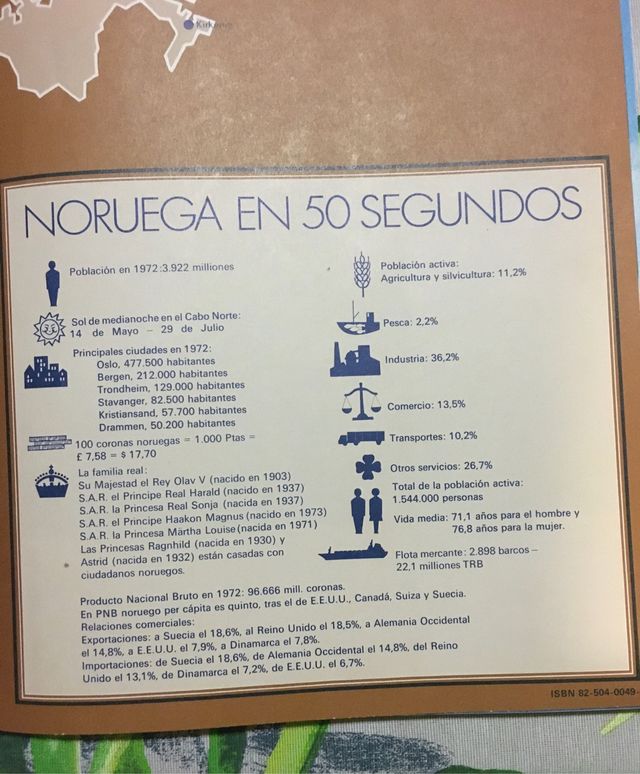 Kirkenes
NORUEGA EN 50 SEGUNDOS
Población en 1972:3.922 milliones
Sol de medianoche en el Cabo Norte:
14 de Mayo – 29 de Julio
Principales ciudades en 1972:
Oslo, 477.500 habitantes
Bergen, 212.000 habitantes
Trondheim, 129.000 habitantes
Stavanger, 82.500 habitantes
Kristiansand, 57.700 habitantes
Drammen, 50.200 habitantes
100 coronas noruegas = 1.000 Ptas =
£ 7,58 = $ 17,70
La familia real:
Su Majestad el Rey Olav V (nacido en 1903)
S.A.R. el Principe Real Harald (nacido en 1937)
S.A.R. la Princesa Real Sonja (nacida en 1937)
S.A.R. el Principe Haakon Magnus (nacido en 1973)
S.A.R. la Princesa Märtha Louise (nacida en 1971)
Las Princesas Ragnhild (nacida en 1930) y
Astrid (nacida en 1932) están casadas con
ciudadanos noruegos.
Población activa:
Agricultura y silvicultura: 11,2%
Pesca: 2,2%
Industria: 36,2%
Comercio: 13,5%
Transportes: 10,2%
Otros servicios: 26,7%
Total de la población activa:
1.544.000 personas
Vida media: 71,1 años para el hombre y
76,8 años para la mujer.
Flota mercante: 2.898 barcos –
22,1 milliones TRB
Producto Nacional Bruto en 1972: 96.666 mill. coronas.
En PNB noruego per cápita es quinto, tras el de E.E.U.U., Canadá, Suiza y Suecia.
Relaciones comerciales:
Exportaciones: a Suecia el 18,6%, al Reino Unido el 18,5%, a Alemania Occidental
el 14,8%, a E.E.U.U. el 7,9%, a Dinamarca el 7,8%.
Importaciones: de Suecia el 18,6%, de Alemania Occidental el 14,8%, del Reino
Unido el 13,1%, de Dinamarca el 7,2%, de E.E.U.U. el 6,7%.
ISBN 82-504-0049-